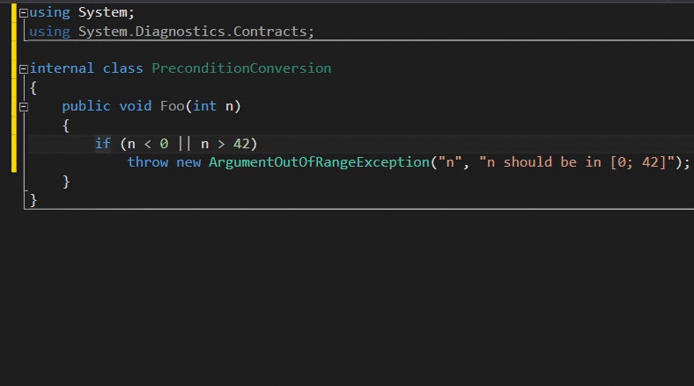 using System;
using System.Diagnostics.Contracts;
internal class PreconditionConversion
{
public void Foo(int n)
{
if (n < 0 || n > 42)
throw new ArgumentOutOfRangeException("n", "n should be in [0; 42]");
}
}